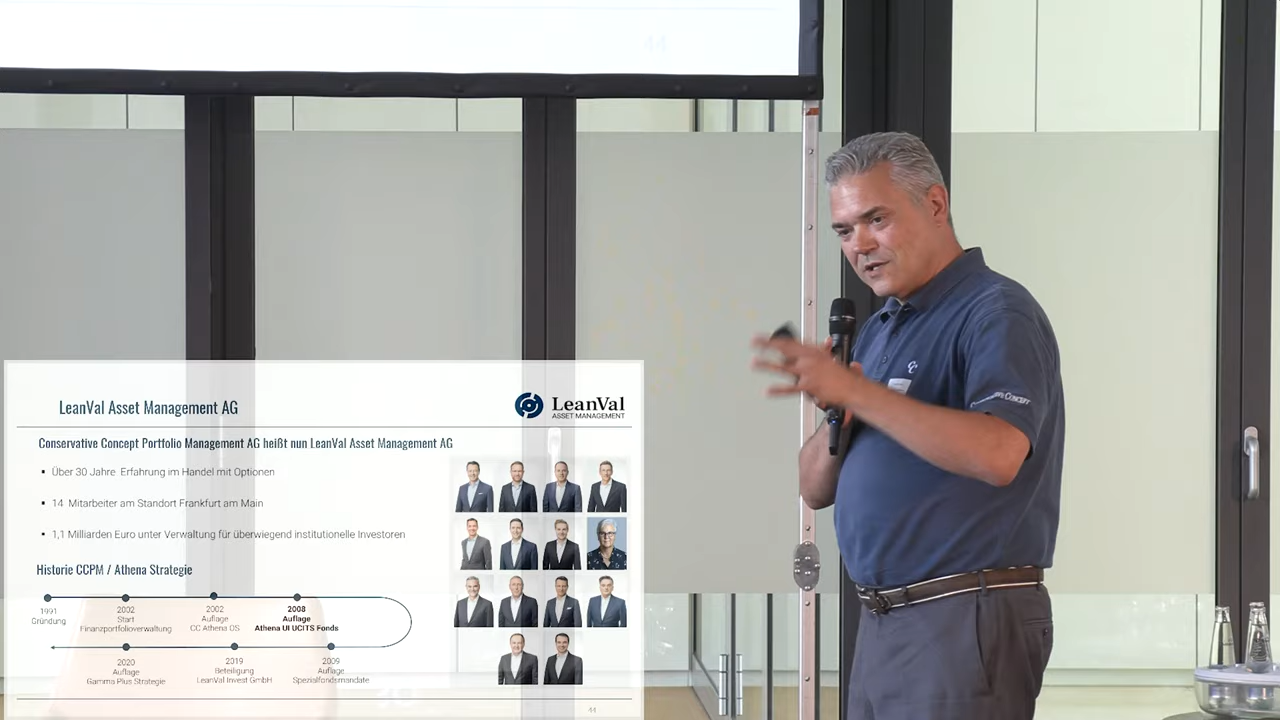 44
LeanVal Asset Management AG
LeanVal
ASSET MANAGEMENT
Conservative Concept Portfolio Management AG heißt nun LeanVal Asset Management AG
▪ Über 30 Jahre Erfahrung im Handel mit Optionen
▪ 14 Mitarbeiter am Standort Frankfurt am Main
▪ 1,1 Milliarden Euro unter Verwaltung für überwiegend institutionelle Investoren
Historie CCPM / Athena Strategie
1991
Gründung
2002
Start
Finanzportfolioverwaltung
2002
Auflage
CC Athena OS
2008
Auflage
Athena UI UCITS Fonds
2020
Auflage
Gamma Plus Strategie
2019
Beteiligung
LeanVal Invest GmbH
2009
Auflage
Spezialfondsmandate
44
CC
Concept